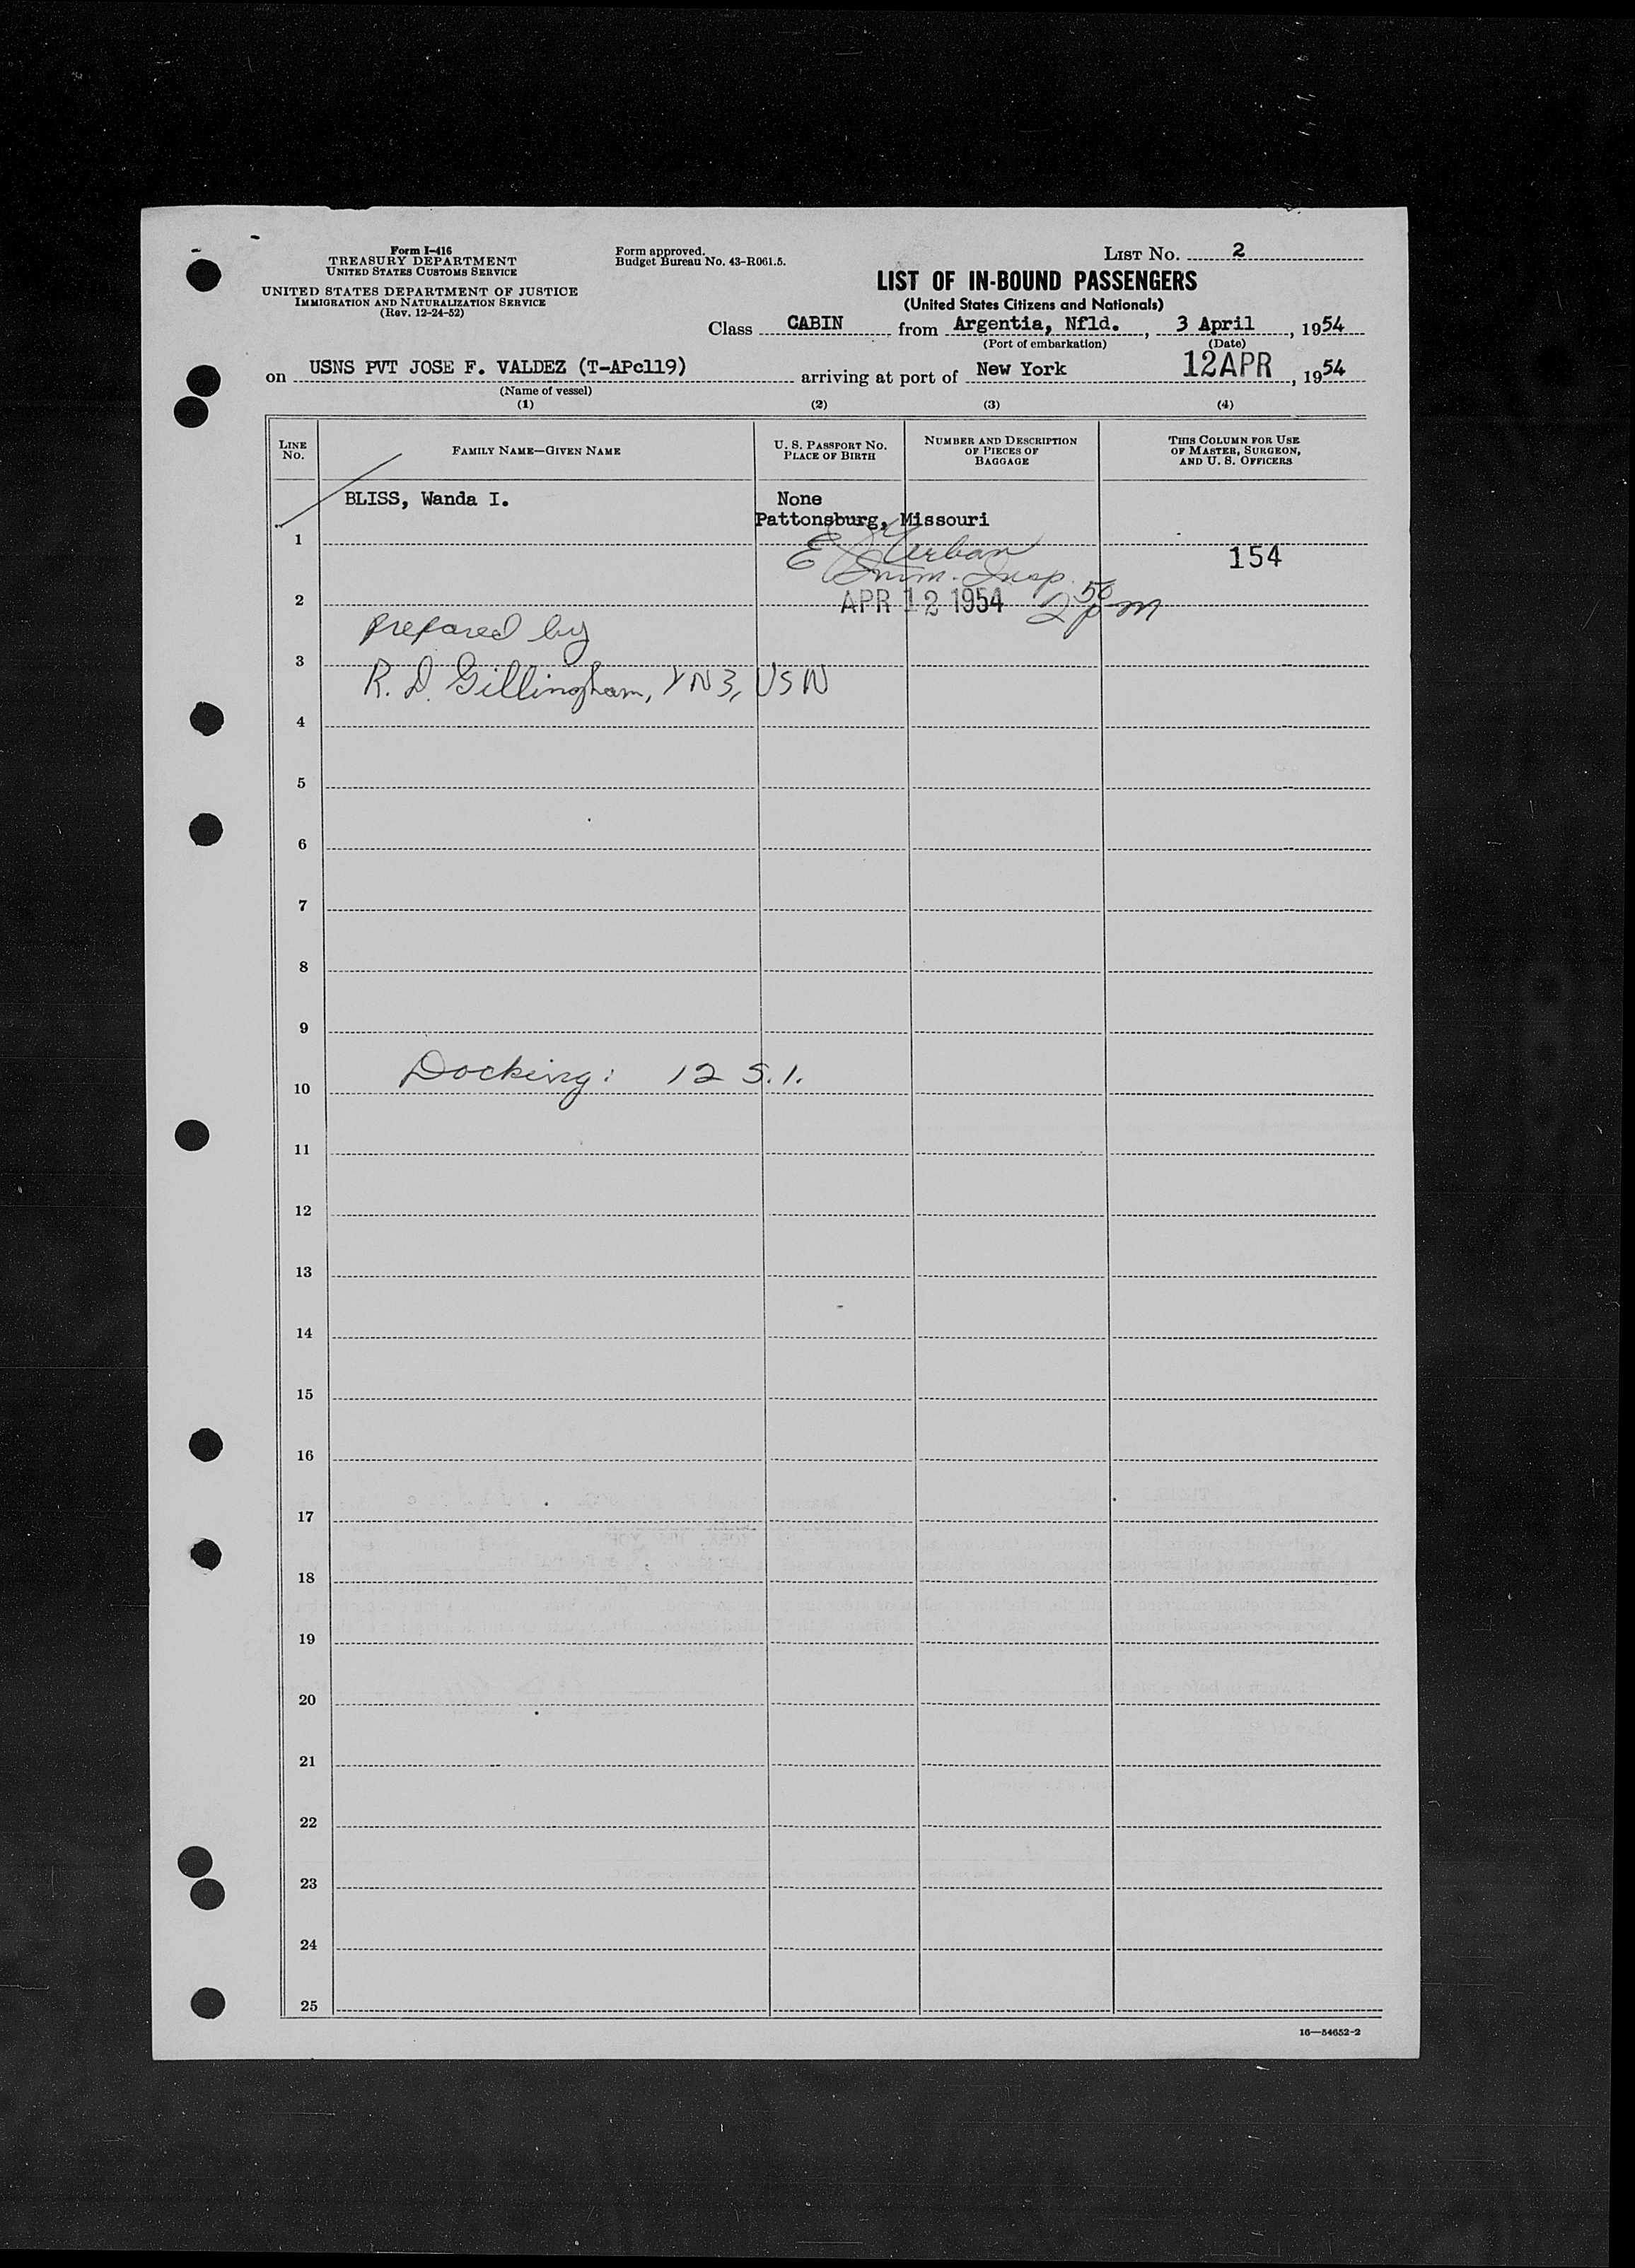 Form I-416
TREASURY DEPARTMENT
UNITED STATES CUSTOMS SERVICE
UNITED STATES DEPARTMENT OF JUSTICE
IMMIGRATION AND NATURALIZATION SERVICE
(Rev. 12-24-52)
Form approved.
Budget Bureau No. 43-R061.5.
LIST No. 2
LIST OF IN-BOUND PASSENGERS
(United States Citizens and Nationals)
Class CABIN from Argentia, Nfld., 3 April, 1954
(Port of embarkation) (Date)
on USNS PVT JOSE F. VALDEZ (T-APc119) arriving at port of New York 12 APR, 1954
(Name of vessel)
(1) (2) (3) (4)
LINE No.
FAMILY NAME—GIVEN NAME
U. S. PASSPORT NO.
PLACE OF BIRTH
NUMBER AND DESCRIPTION
OF PIECES OF
BAGGAGE
THIS COLUMN FOR USE
OF MASTER, SURGEON,
AND U. S. OFFICERS
BLISS, Wanda I. None
Pattonsburg, Missouri
1
E Urban 154
Imm. Insp.
2 APR 12 1954 2 50 pm
prepared by
3
R. D. Gillingham, YN3, USN
4
5
6
7
8
9
Docking: 12 S.I.
10
11
12
13
14
15
16
17
18
19
20
21
22
23
24
25
16—54652-2